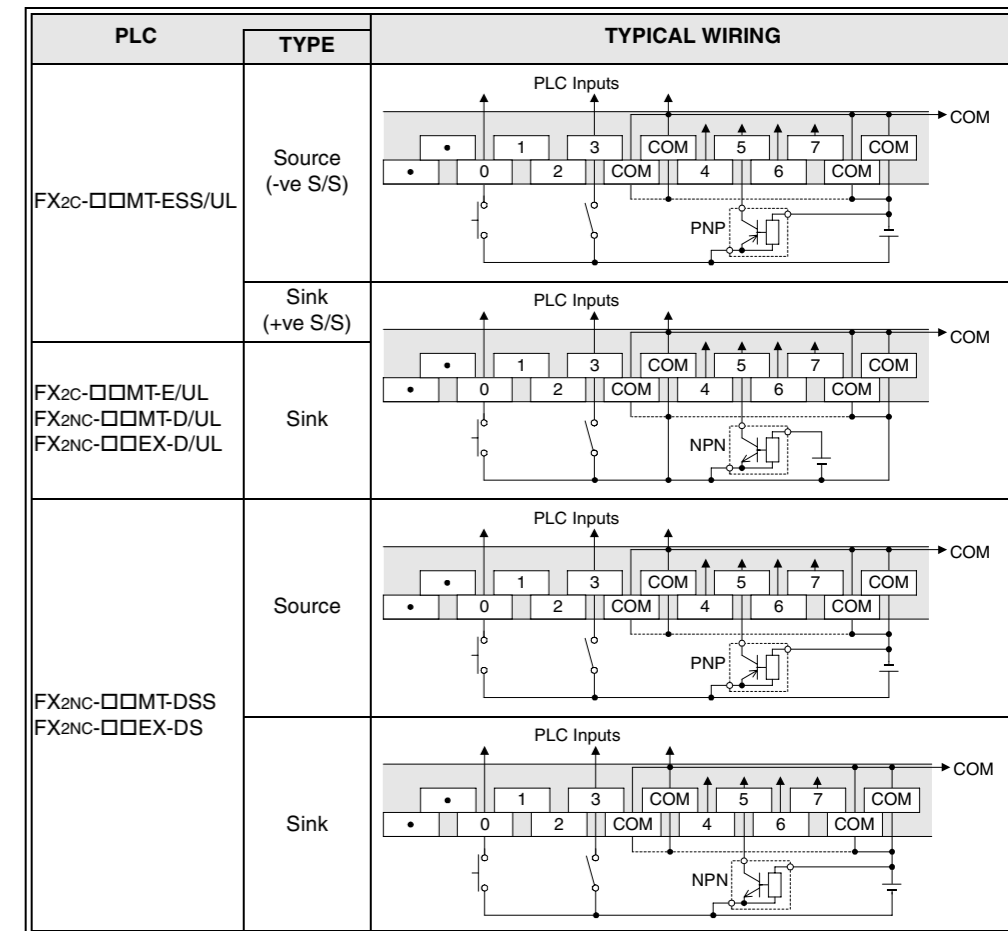 PLC TYPE TYPICAL WIRING
FX2C-□□MT-ESS/UL
Source
(-ve S/S)
PLC Inputs
COM
• 1 3 COM 5 7 COM
• 0 2 COM 4 6 COM
PNP
Sink
(+ve S/S)
FX2C-□□MT-E/UL
FX2NC-□□MT-D/UL
FX2NC-□□EX-D/UL
Sink
PLC Inputs
COM
• 1 3 COM 5 7 COM
• 0 2 COM 4 6 COM
NPN
FX2NC-□□MT-DSS
FX2NC-□□EX-DS
Source
PLC Inputs
COM
• 1 3 COM 5 7 COM
• 0 2 COM 4 6 COM
PNP
Sink
PLC Inputs
COM
• 1 3 COM 5 7 COM
• 0 2 COM 4 6 COM
NPN